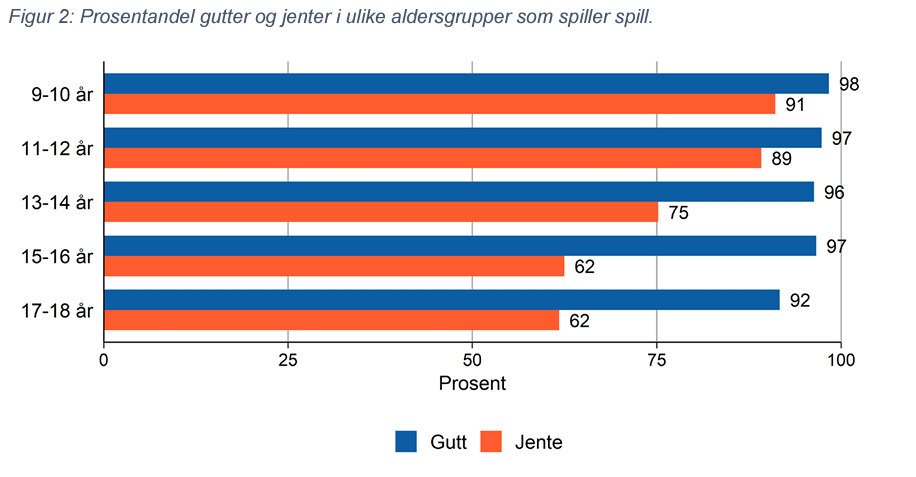 Figur 2: Prosentandel gutter og jenter i ulike aldersgrupper som spiller spill.
9-10 år
98
91
11-12 år
97
89
13-14 år
96
75
15-16 år
97
62
17-18 år
92
62
0 25 50 75 100
Prosent
Gutt Jente